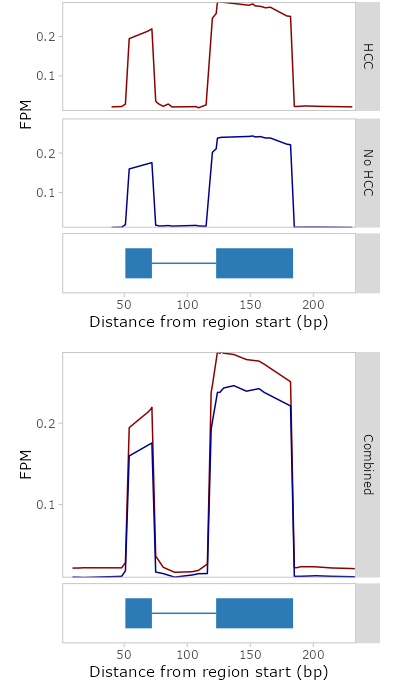 0.2
0.1
HCC
FPM
0.2
0.1
No HCC
50 100 150 200
Distance from region start (bp)
0.2
0.1
FPM
Combined
50 100 150 200
Distance from region start (bp)